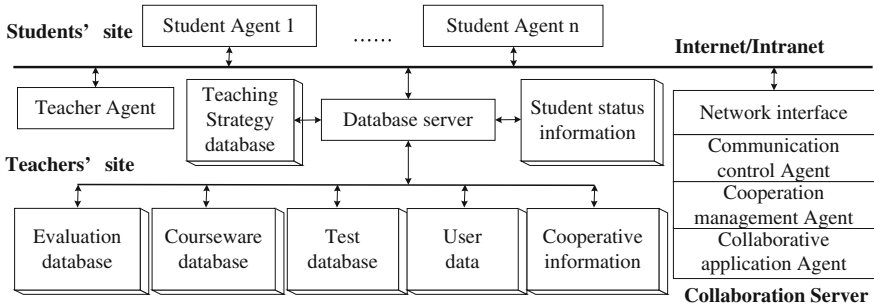 Students' site
Student Agent 1
......
Student Agent n
Internet/Intranet
Teacher Agent
Teaching
Strategy
database
Database server
Student status
information
Network interface
Communication
control Agent
Cooperation
management Agent
Collaborative
application Agent
Collaboration Server
Teachers' site
Evaluation
database
Courseware
database
Test
database
User
data
Cooperative
information